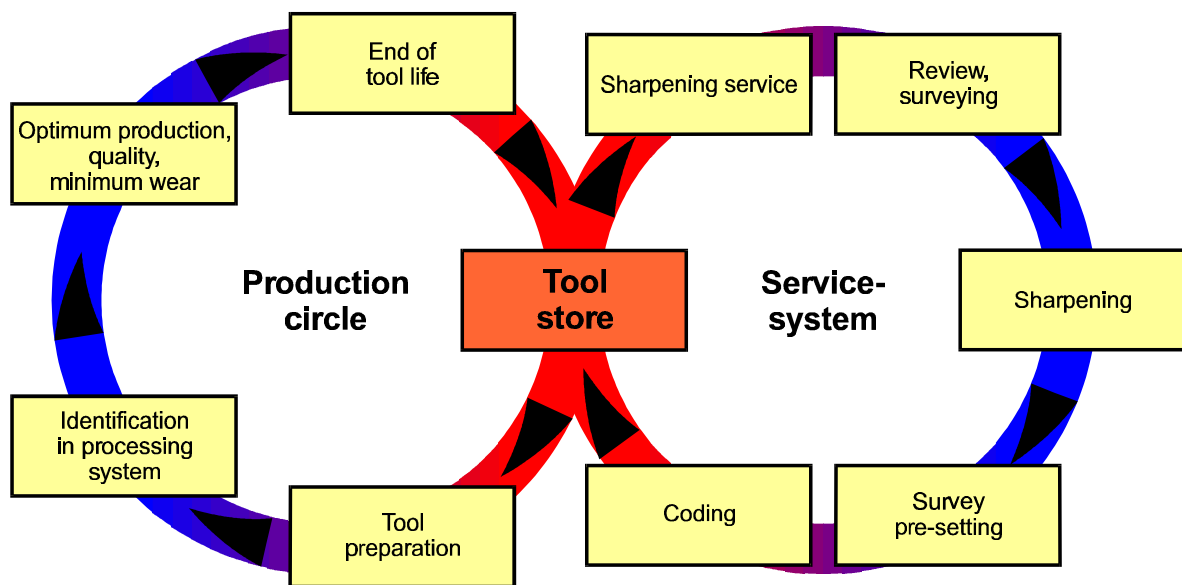 End of
tool life
Sharpening service
Review,
surveying
Optimum production,
quality,
minimum wear
Production
circle
Tool
store
Service-
system
Sharpening
Identification
in processing
system
Tool
preparation
Coding
Survey
pre-setting